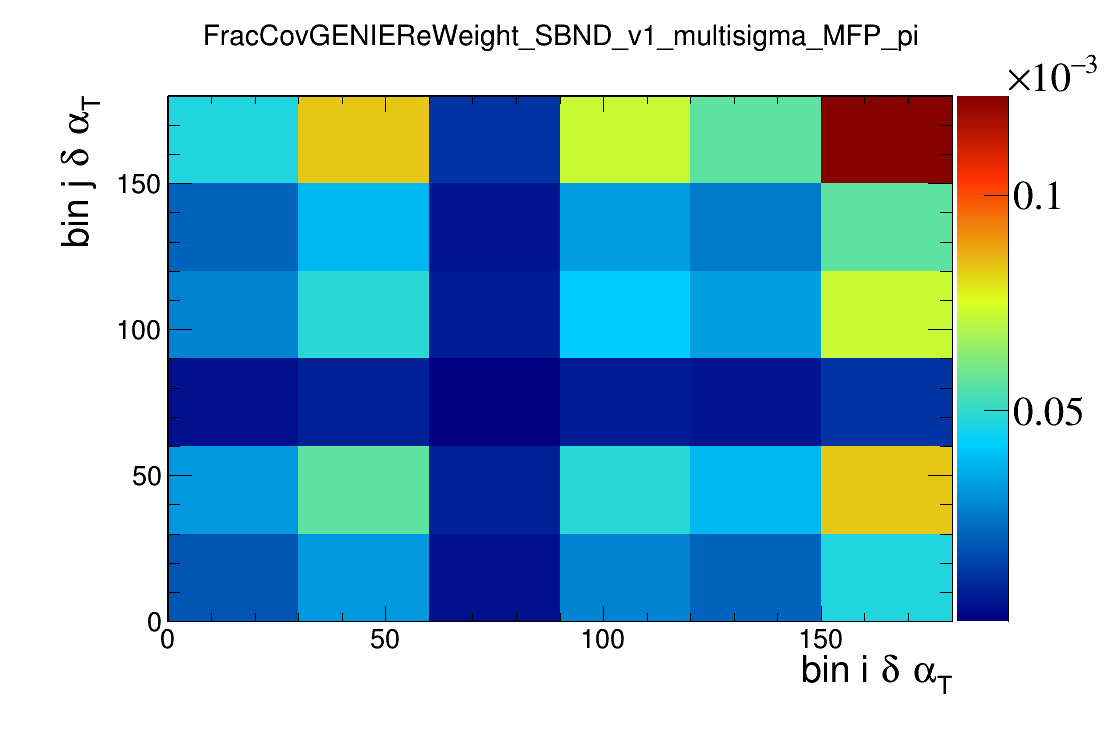 FracCovGENIEReWeight_SBND_v1_multisigma_MFP_pi
×10⁻³
bin j δ α_T
150
100
50
0
0 50 100 150
bin i δ α_T
0.1
0.05